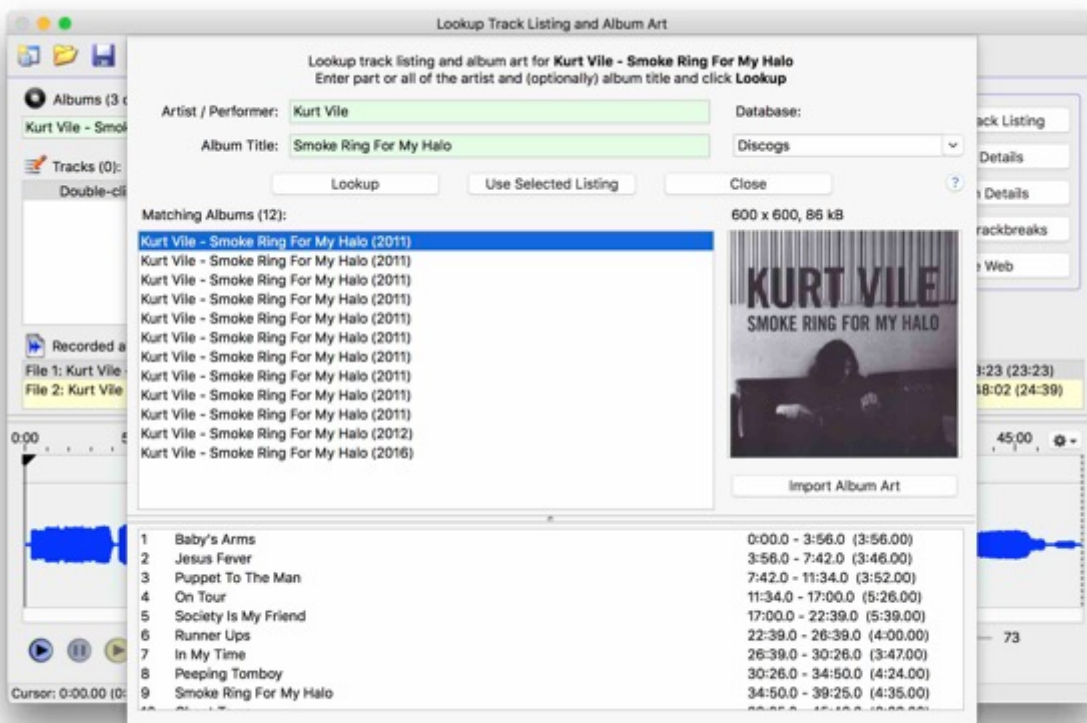 Lookup Track Listing and Album Art
Lookup track listing and album art for Kurt Vile - Smoke Ring For My Halo
Enter part or all of the artist and (optionally) album title and click Lookup
Albums (3
Artist / Performer: Kurt Vile Database:
ack Listing
Kurt Vile - Smok
Album Title: Smoke Ring For My Halo Discogs
Details
Tracks (0):
Lookup Use Selected Listing Close ?
Double-cli
Details
Matching Albums (12): 600 x 600, 86 kB
rackbreaks
Web
Kurt Vile - Smoke Ring For My Halo (2011)
Kurt Vile - Smoke Ring For My Halo (2011)
Kurt Vile - Smoke Ring For My Halo (2011)
Kurt Vile - Smoke Ring For My Halo (2011)
Kurt Vile - Smoke Ring For My Halo (2011)
Kurt Vile - Smoke Ring For My Halo (2011)
Kurt Vile - Smoke Ring For My Halo (2011)
Kurt Vile - Smoke Ring For My Halo (2011)
Kurt Vile - Smoke Ring For My Halo (2011)
Kurt Vile - Smoke Ring For My Halo (2011)
Kurt Vile - Smoke Ring For My Halo (2012)
Kurt Vile - Smoke Ring For My Halo (2016)
KURT VILE
SMOKE RING FOR MY HALO
Import Album Art
Recorded a
File 1: Kurt Vile 3:23 (23:23)
File 2: Kurt Vile 48:02 (24:39)
0:00 45:00
1 Baby's Arms 0:00.0 - 3:56.0 (3:56.00)
2 Jesus Fever 3:56.0 - 7:42.0 (3:46.00)
3 Puppet To The Man 7:42.0 - 11:34.0 (3:52.00)
4 On Tour 11:34.0 - 17:00.0 (5:26.00)
5 Society Is My Friend 17:00.0 - 22:39.0 (5:39.00)
6 Runner Ups 22:39.0 - 26:39.0 (4:00.00)
7 In My Time 26:39.0 - 30:26.0 (3:47.00)
8 Peeping Tomboy 30:26.0 - 34:50.0 (4:24.00)
9 Smoke Ring For My Halo 34:50.0 - 39:25.0 (4:35.00)
73
Cursor: 0:00.00 (0: